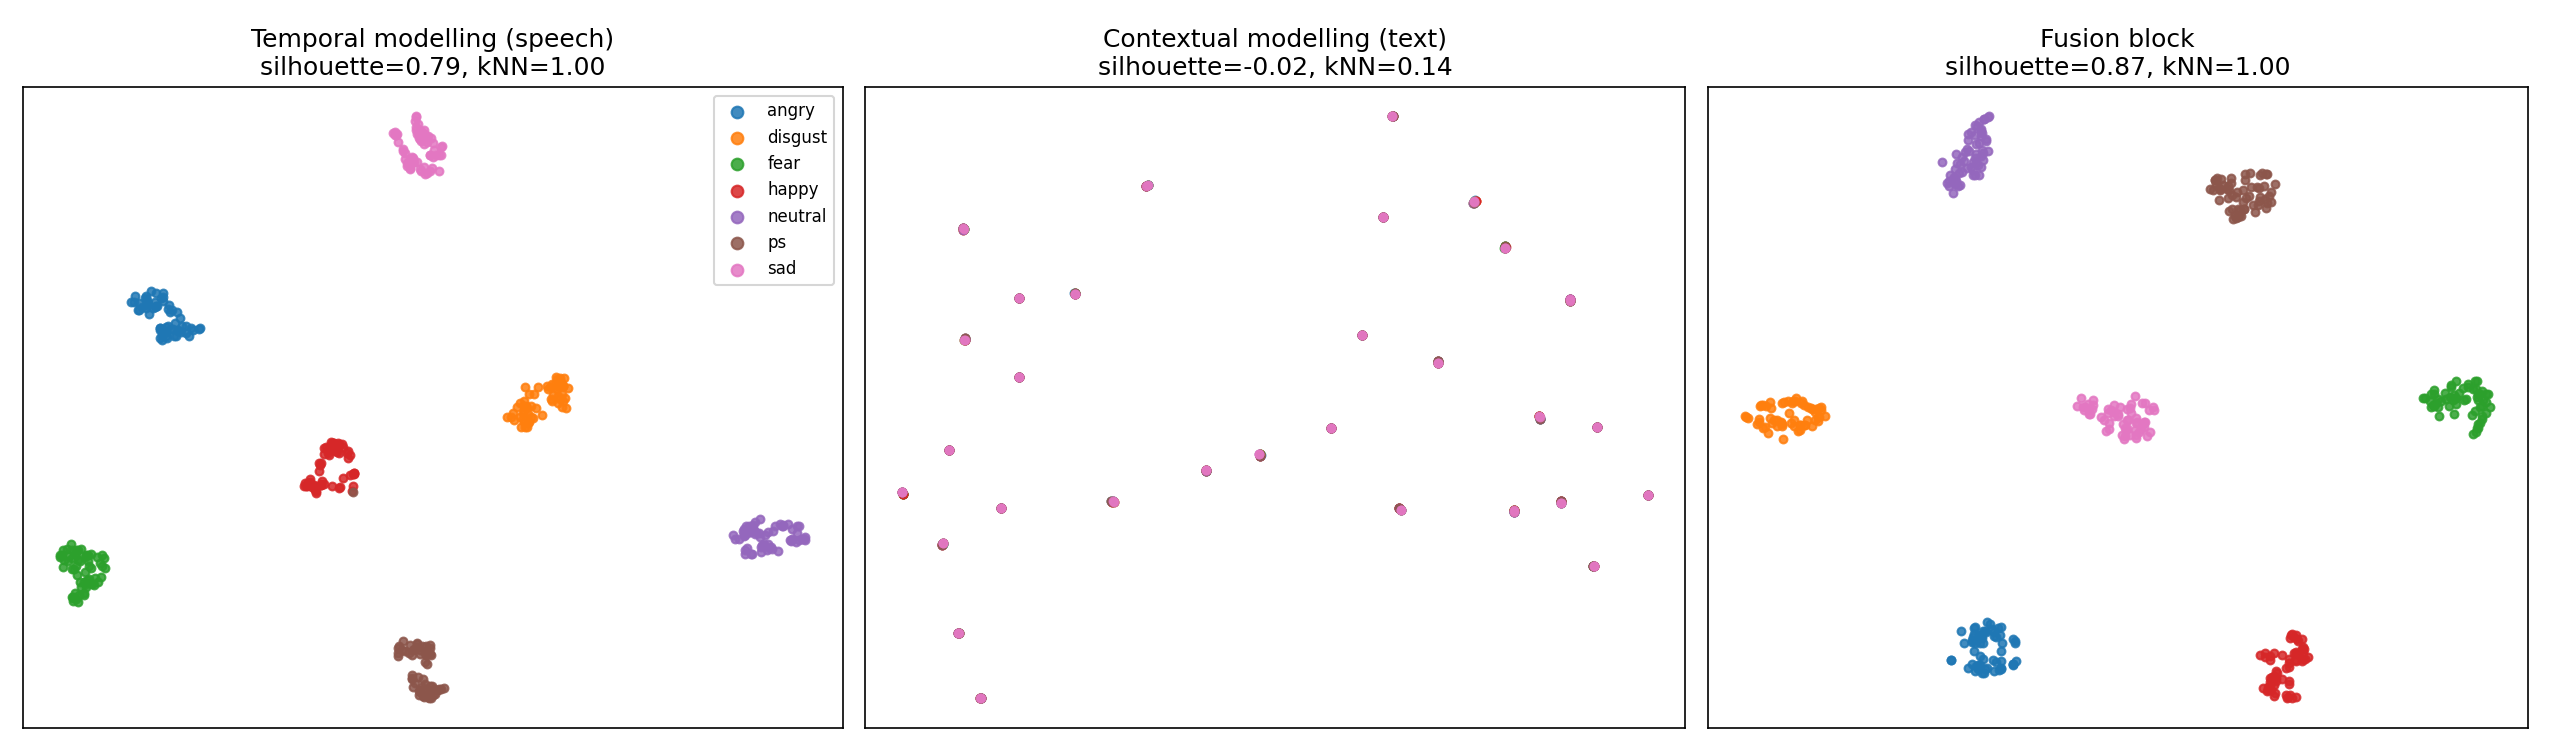 Temporal modelling (speech)
silhouette=0.79, kNN=1.00
angry
disgust
fear
happy
neutral
ps
sad
Contextual modelling (text)
silhouette=-0.02, kNN=0.14
Fusion block
silhouette=0.87, kNN=1.00